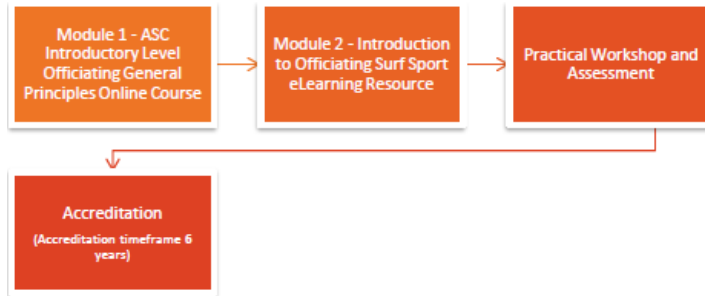 Module 1 - ASC
Introductory Level
Officiating General
Principles Online Course
Module 2 - Introduction
to Officiating Surf Sport
eLearning Resource
Practical Workshop and
Assessment
Accreditation
(Accreditation timeframe 6
years)